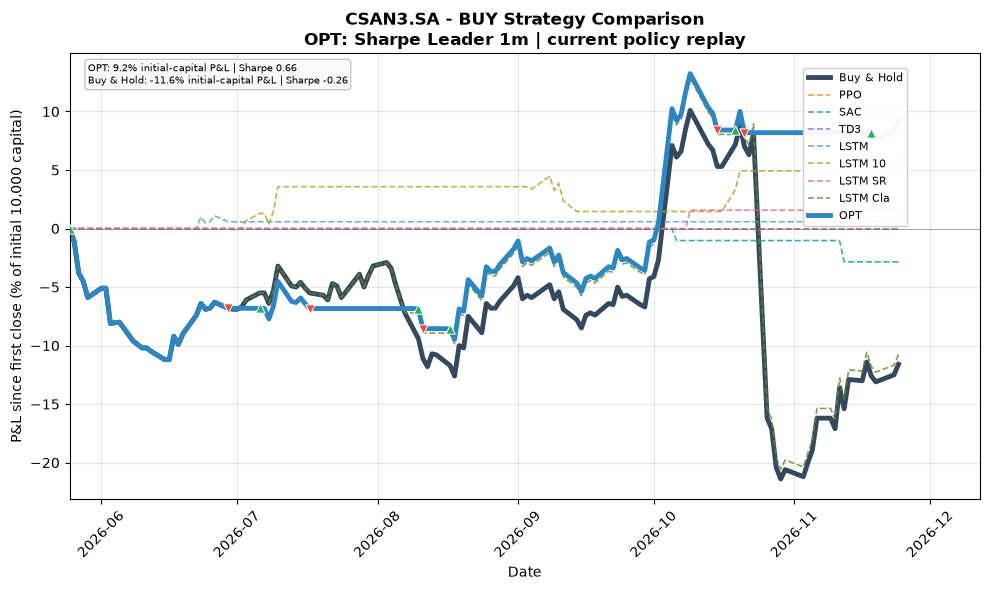 CSAN3.SA - BUY Strategy Comparison
OPT: Sharpe Leader 1m | current policy replay
OPT: 9.2% initial-capital P&L | Sharpe 0.66
Buy & Hold: -11.6% initial-capital P&L | Sharpe -0.26
Buy & Hold
PPO
SAC
TD3
LSTM
LSTM 10
LSTM SR
LSTM Cla
OPT
P&L since first close (% of initial 10,000 capital)
10
5
0
−5
−10
−15
−20
2026-06
2026-07
2026-08
2026-09
2026-10
2026-11
2026-12
Date